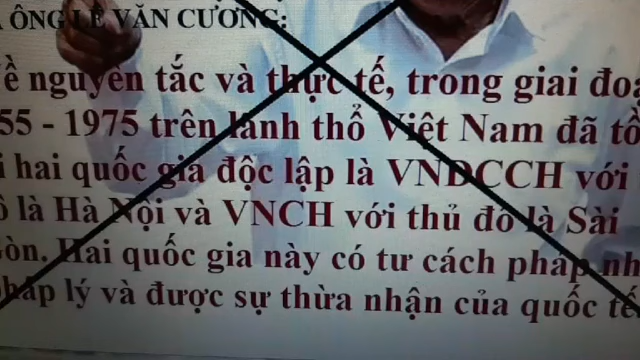 ÔNG LÊ VĂN CƯƠNG:
ề nguyên tắc và thực tế, trong giai đoạ
55 - 1975 trên lãnh thổ Việt Nam đã tồ
i hai quốc gia độc lập là VNDCCH với
ô là Hà Nội và VNCH với thủ đô là Sài
Gòn. Hai quốc gia này có tư cách pháp nh
pháp lý và được sự thừa nhận của quốc tế.